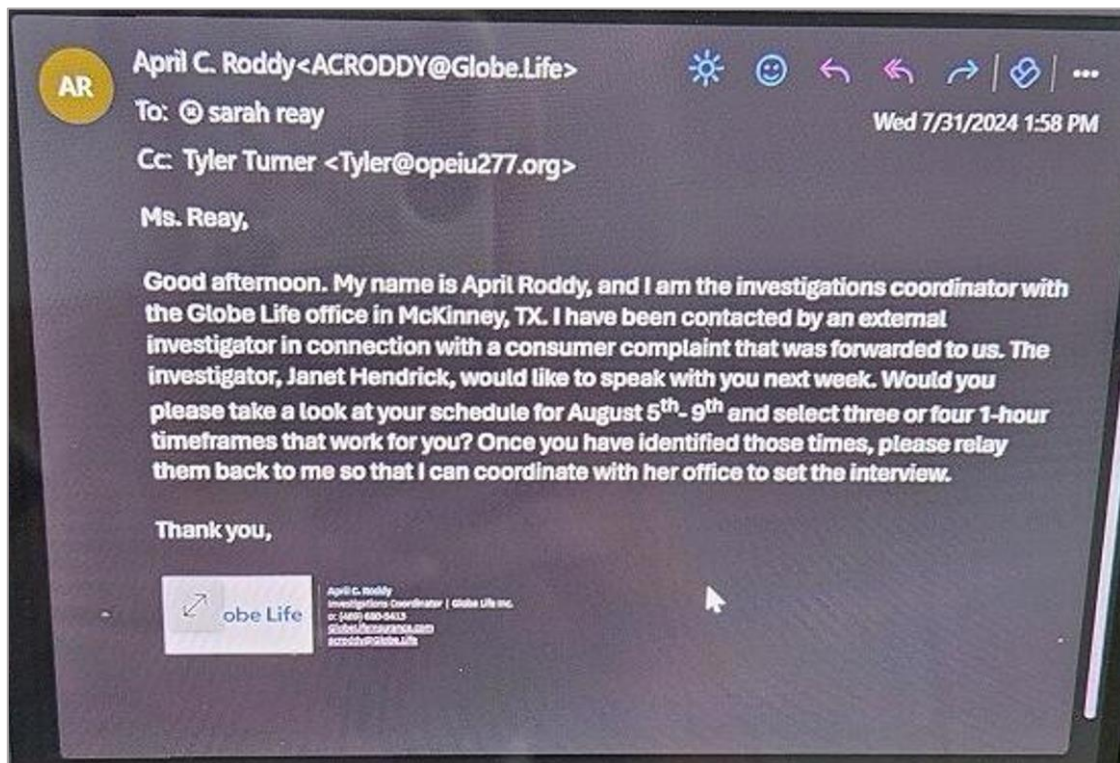 AR
April C. Roddy<ACRODDY@Globe.Life>
To: sarah reay
Wed 7/31/2024 1:58 PM
Cc: Tyler Turner <Tyler@opeiu277.org>
Ms. Reay,
Good afternoon. My name is April Roddy, and I am the investigations coordinator with
the Globe Life office in McKinney, TX. I have been contacted by an external
investigator in connection with a consumer complaint that was forwarded to us. The
investigator, Janet Hendrick, would like to speak with you next week. Would you
please take a look at your schedule for August 5th- 9th and select three or four 1-hour
timeframes that work for you? Once you have identified those times, please relay
them back to me so that I can coordinate with her office to set the interview.
Thank you,
obe Life
April C. Roddy
Investigations Coordinator | Globe Life Inc.
GlobeLifeInsurance.com
acroddy@Globe.Life